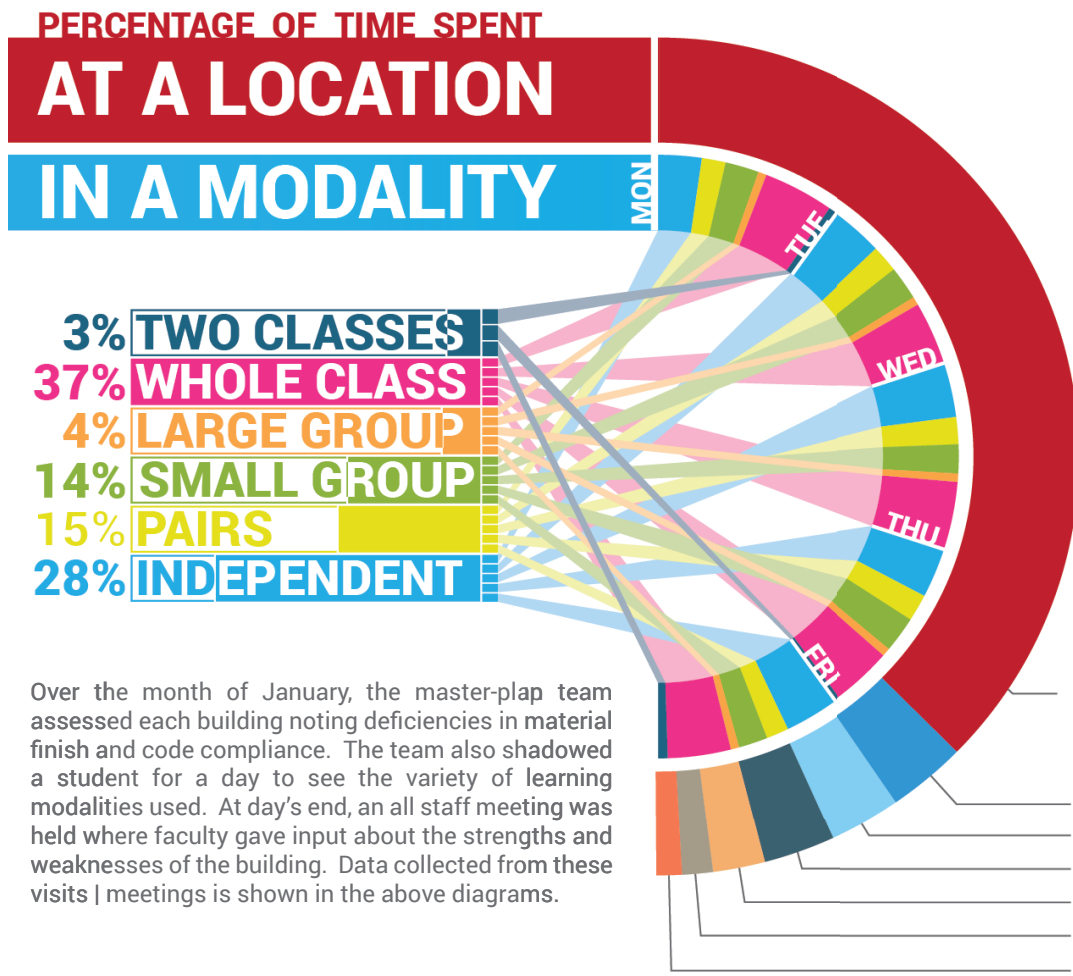 PERCENTAGE OF TIME SPENT
AT A LOCATION
IN A MODALITY
MON
TUE
WED
THU
FRI
3% TWO CLASSES
37% WHOLE CLASS
4% LARGE GROUP
14% SMALL GROUP
15% PAIRS
28% INDEPENDENT
Over the month of January, the master-plap team
assessed each building noting deficiencies in material
finish and code compliance. The team also shadowed
a student for a day to see the variety of learning
modalities used. At day's end, an all staff meeting was
held where faculty gave input about the strengths and
weaknesses of the building. Data collected from these
visits | meetings is shown in the above diagrams.